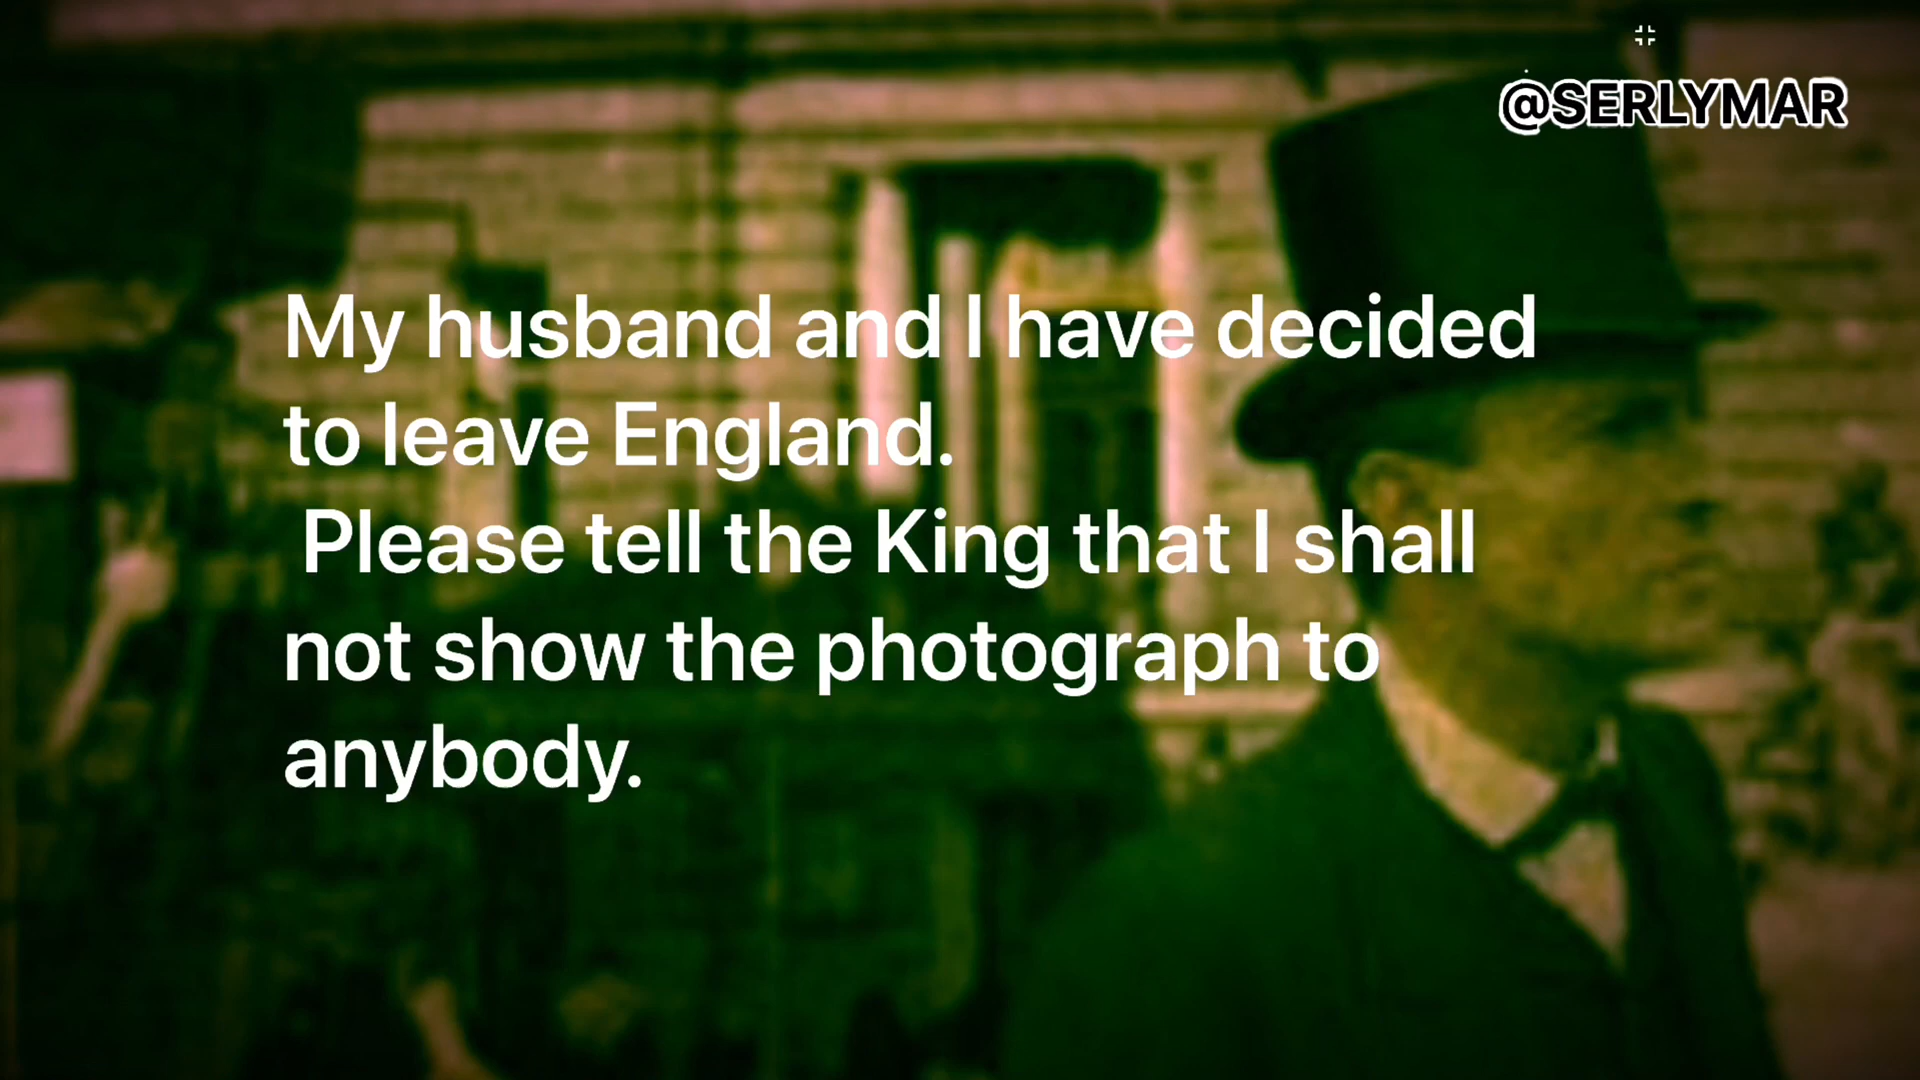 @SERLYMAR
My husband and I have decided
to leave England.
Please tell the King that I shall
not show the photograph to
anybody.